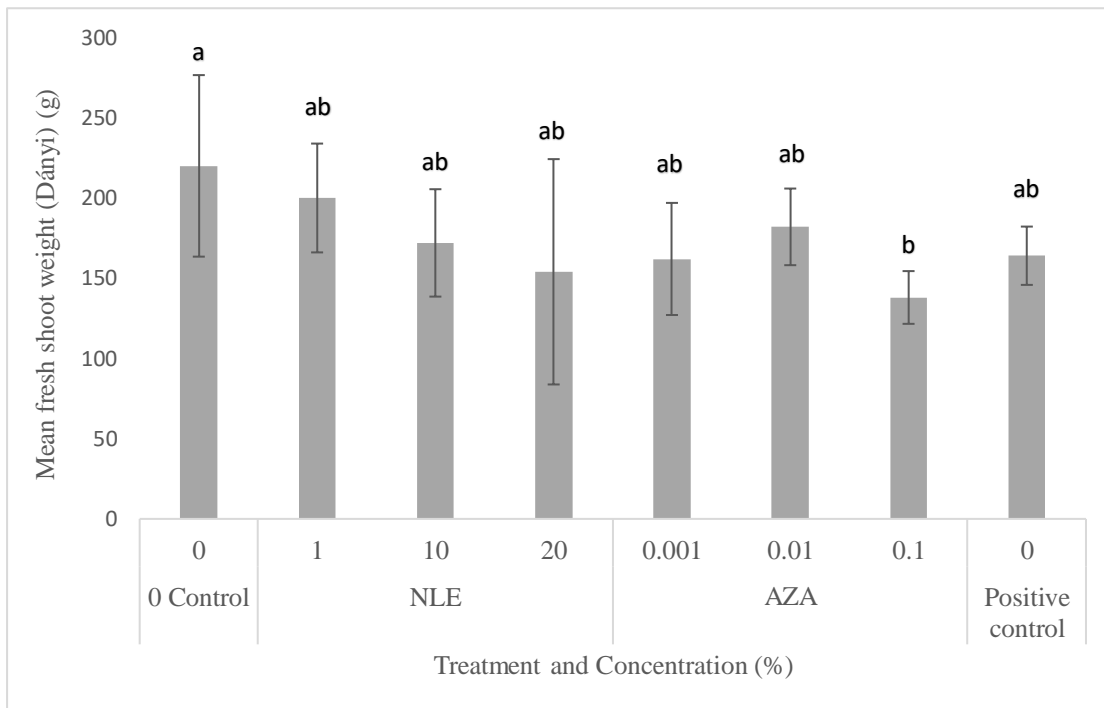 Mean fresh shoot weight (Dányi) (g)
300
250
200
150
100
50
0
a
ab
ab
ab
ab
ab
b
ab
0 1 10 20 0.001 0.01 0.1 0
0 Control NLE AZA Positive
control
Treatment and Concentration (%)